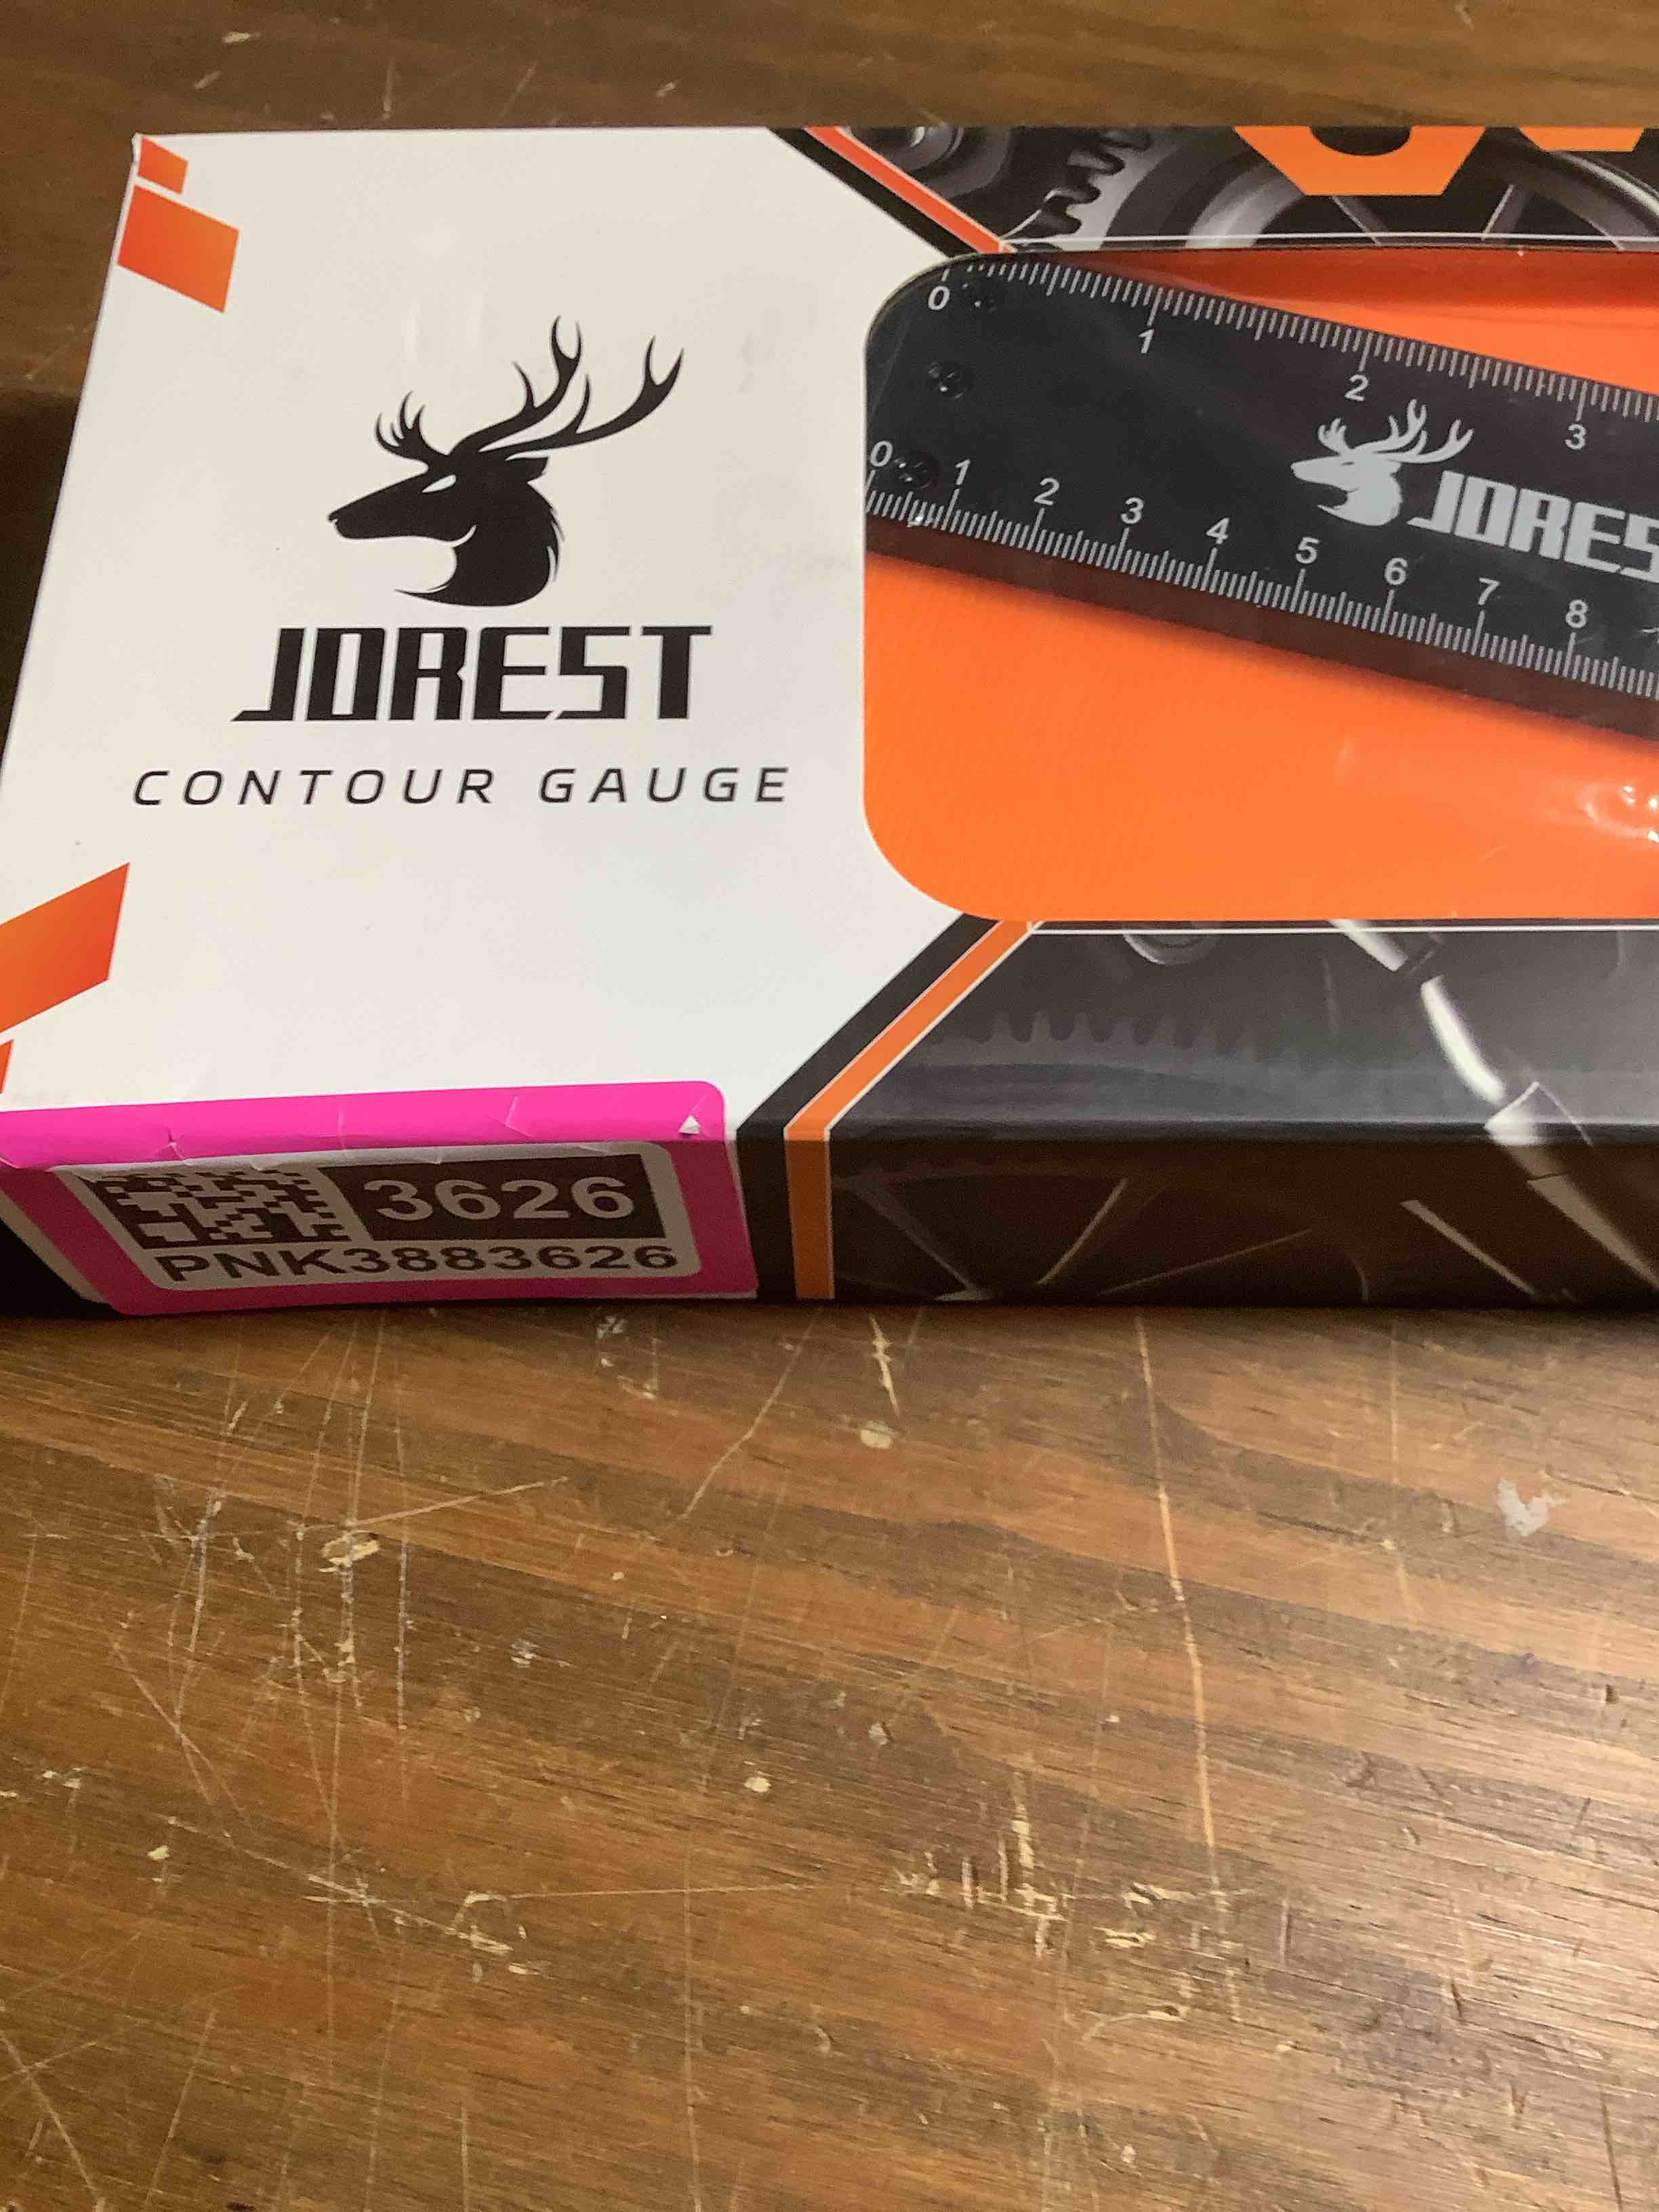 JOREST
CONTOUR GAUGE
0 1 2 3
0 1 2 3 4 5 6 7 8
JORES
3626
PNK3883626